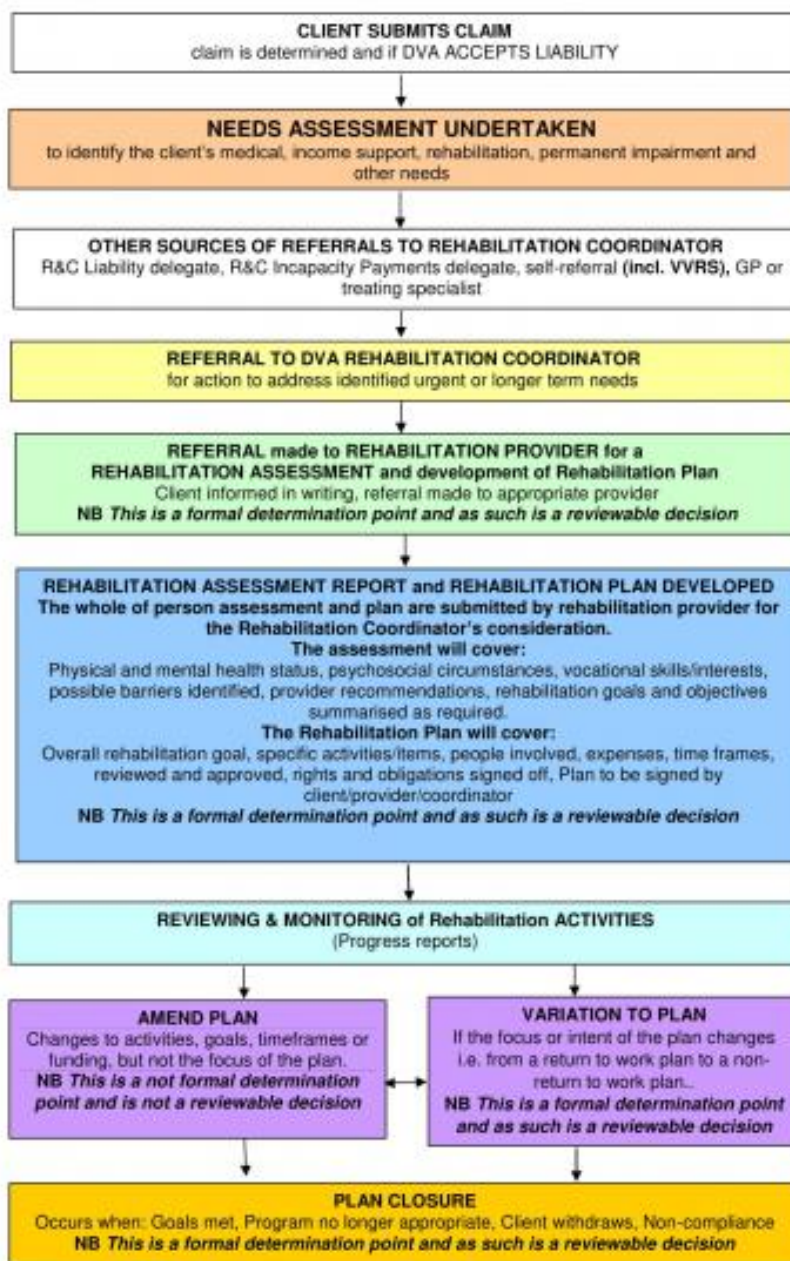 CLIENT SUBMITS CLAIM
claim is determined and if DVA ACCEPTS LIABILITY
NEEDS ASSESSMENT UNDERTAKEN
to identify the client's medical, income support, rehabilitation, permanent impairment and
other needs
OTHER SOURCES OF REFERRALS TO REHABILITATION COORDINATOR
R&C Liability delegate, R&C Incapacity Payments delegate, self-referral (incl. VVRS), GP or
treating specialist
REFERRAL TO DVA REHABILITATION COORDINATOR
for action to address identified urgent or longer term needs
REFERRAL made to REHABILITATION PROVIDER for a
REHABILITATION ASSESSMENT and development of Rehabilitation Plan
Client informed in writing, referral made to appropriate provider
NB This is a formal determination point and as such is a reviewable decision
REHABILITATION ASSESSMENT REPORT and REHABILITATION PLAN DEVELOPED
The whole of person assessment and plan are submitted by rehabilitation provider for
the Rehabilitation Coordinator's consideration.
The assessment will cover:
Physical and mental health status, psychosocial circumstances, vocational skills/interests,
possible barriers identified, provider recommendations, rehabilitation goals and objectives
summarised as required.
The Rehabilitation Plan will cover:
Overall rehabilitation goal, specific activities/items, people involved, expenses, time frames,
reviewed and approved, rights and obligations signed off, Plan to be signed by
client/provider/coordinator
NB This is a formal determination point and as such is a reviewable decision
REVIEWING & MONITORING of Rehabilitation ACTIVITIES
(Progress reports)
AMEND PLAN
Changes to activities, goals, timeframes or
funding, but not the focus of the plan.
NB This is a not formal determination
point and is not a reviewable decision
VARIATION TO PLAN
If the focus or intent of the plan changes
i.e. from a return to work plan to a non-
return to work plan..
NB This is a formal determination point
and as such is a reviewable decision
PLAN CLOSURE
Occurs when: Goals met, Program no longer appropriate, Client withdraws, Non-compliance
NB This is a formal determination point and as such is a reviewable decision